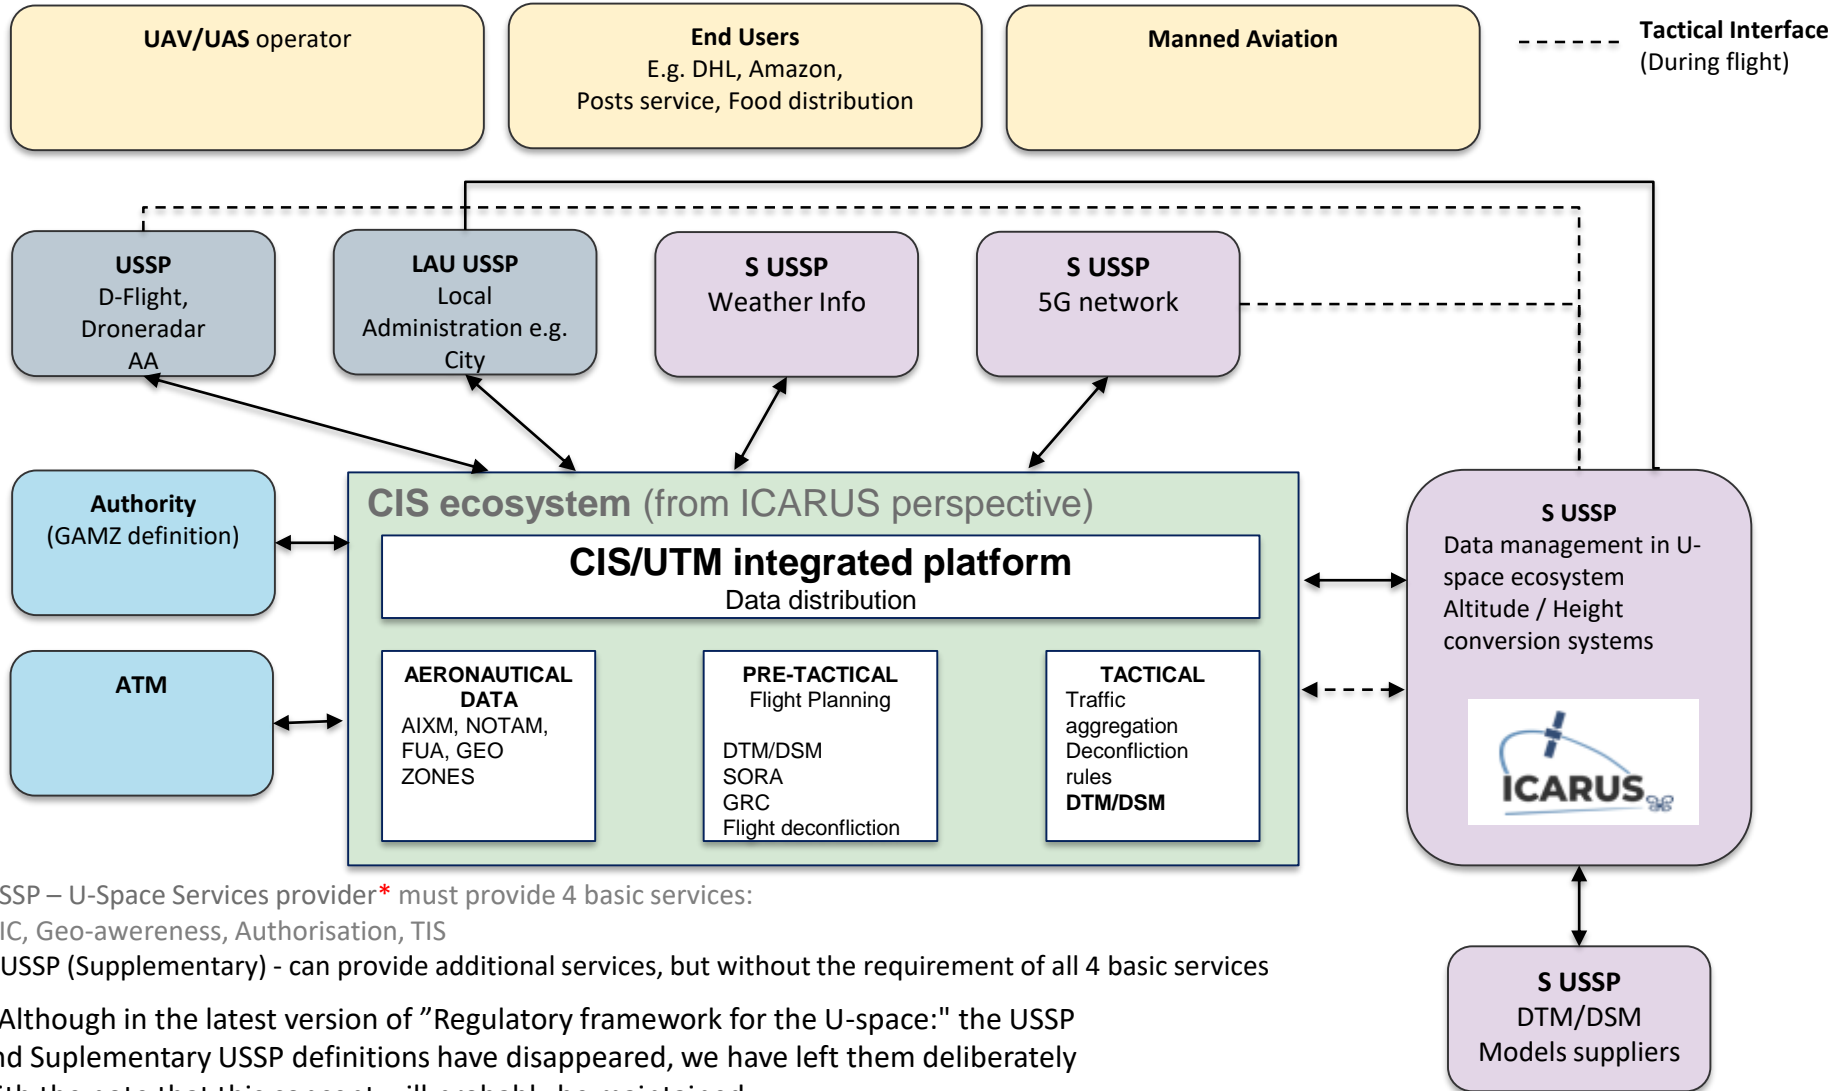 UAV/UAS operator
End Users
E.g. DHL, Amazon,
Posts service, Food distribution
Manned Aviation
Tactical Interface
(During flight)
USSP
D-Flight,
Droneradar
AA
LAU USSP
Local
Administration e.g.
City
S USSP
Weather Info
S USSP
5G network
Authority
(GAMZ definition)
ATM
CIS ecosystem (from ICARUS perspective)
CIS/UTM integrated platform
Data distribution
AERONAUTICAL
DATA
AIXM, NOTAM,
FUA, GEO
ZONES
PRE-TACTICAL
Flight Planning
DTM/DSM
SORA
GRC
Flight deconfliction
TACTICAL
Traffic
aggregation
Deconfliction
rules
DTM/DSM
S USSP
Data management in U-
space ecosystem
Altitude / Height
conversion systems
ICARUS
S USSP
DTM/DSM
Models suppliers
SSP – U-Space Services provider* must provide 4 basic services:
IC, Geo-awereness, Authorisation, TIS
USSP (Supplementary) - can provide additional services, but without the requirement of all 4 basic services
Although in the latest version of ”Regulatory framework for the U-space:" the USSP
nd Suplementary USSP definitions have disappeared, we have left them deliberately